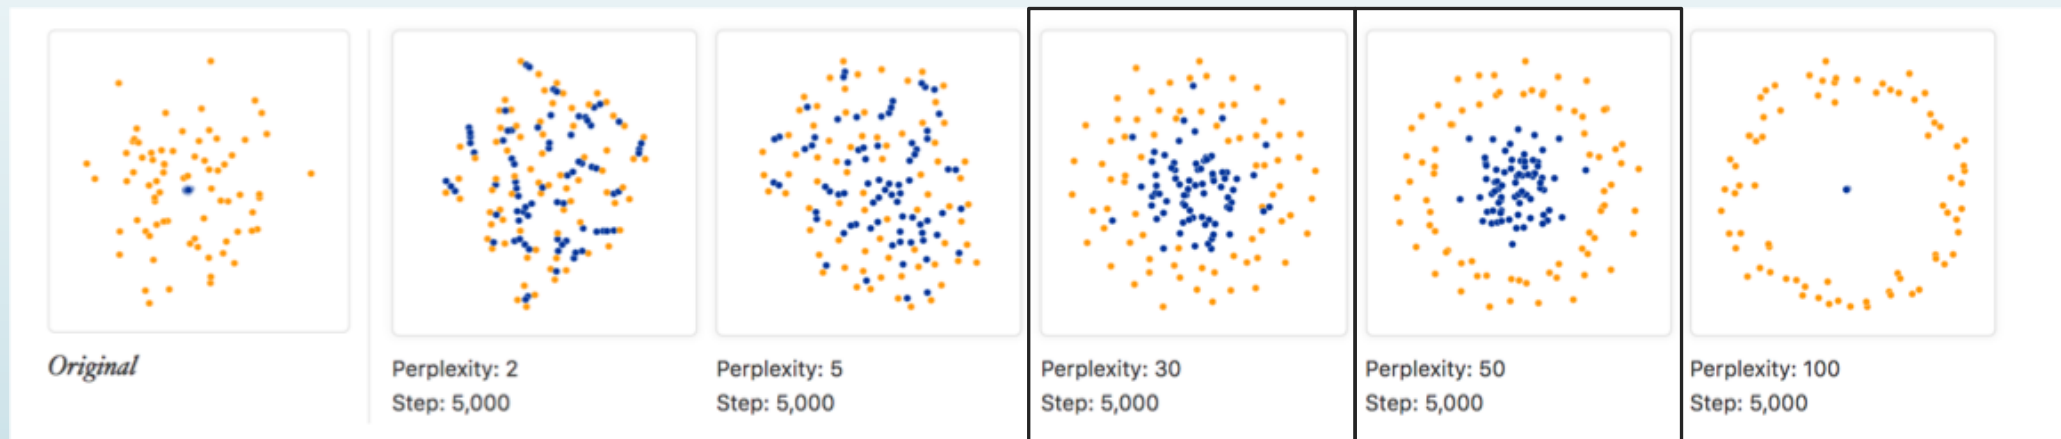 Original
Perplexity: 2
Step: 5,000
Perplexity: 5
Step: 5,000
Perplexity: 30
Step: 5,000
Perplexity: 50
Step: 5,000
Perplexity: 100
Step: 5,000